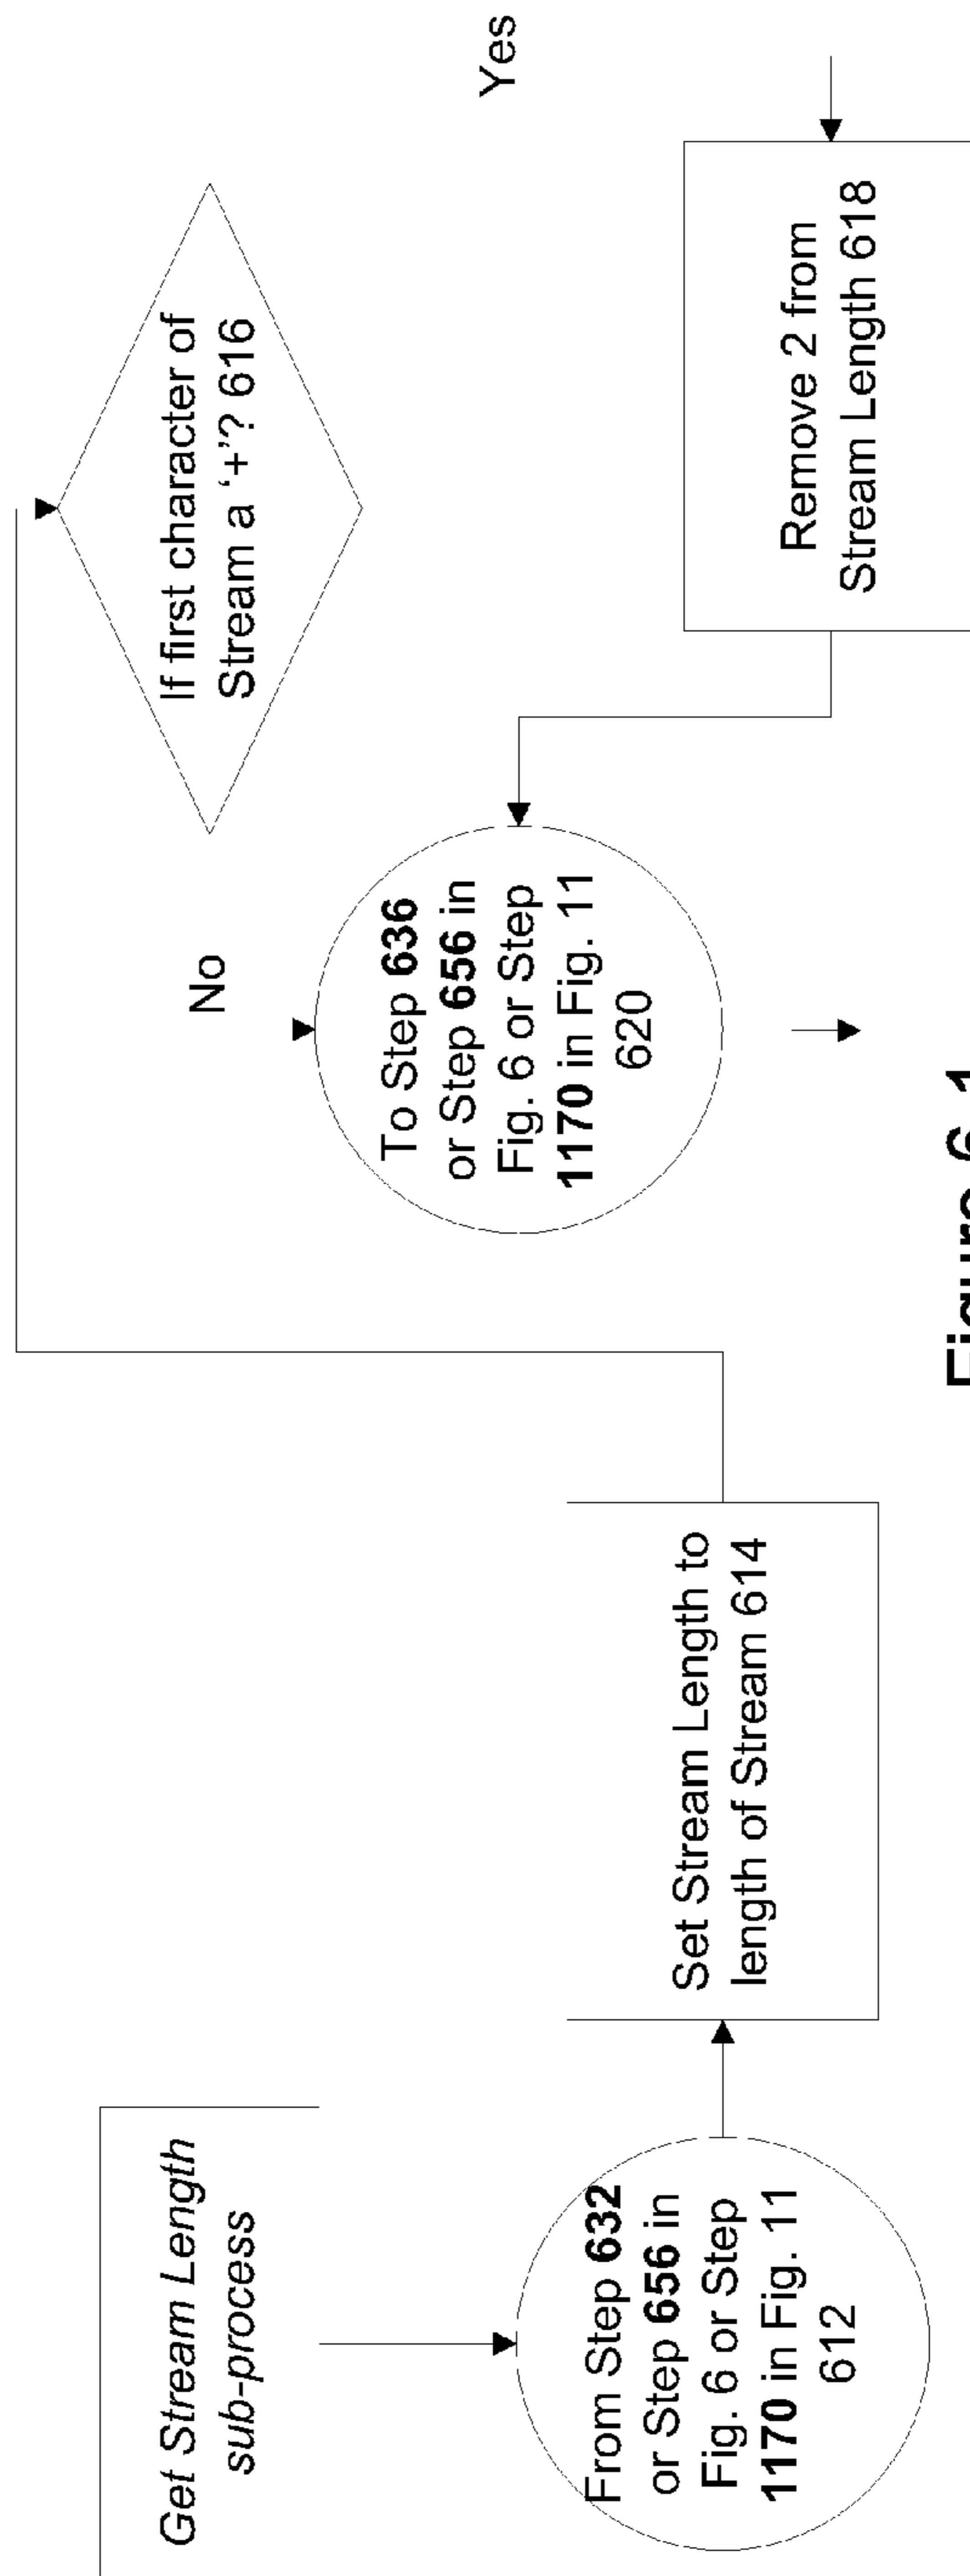 Get Stream Length
sub-process
From Step 632
or Step 656 in
Fig. 6 or Step
1170 in Fig. 11
612
Set Stream Length to
length of Stream 614
If first character of
Stream a ‘+’? 616
No
Yes
To Step 636
or Step 656 in
Fig. 6 or Step
1170 in Fig. 11
620
Remove 2 from
Stream Length 618
Figure 6.1